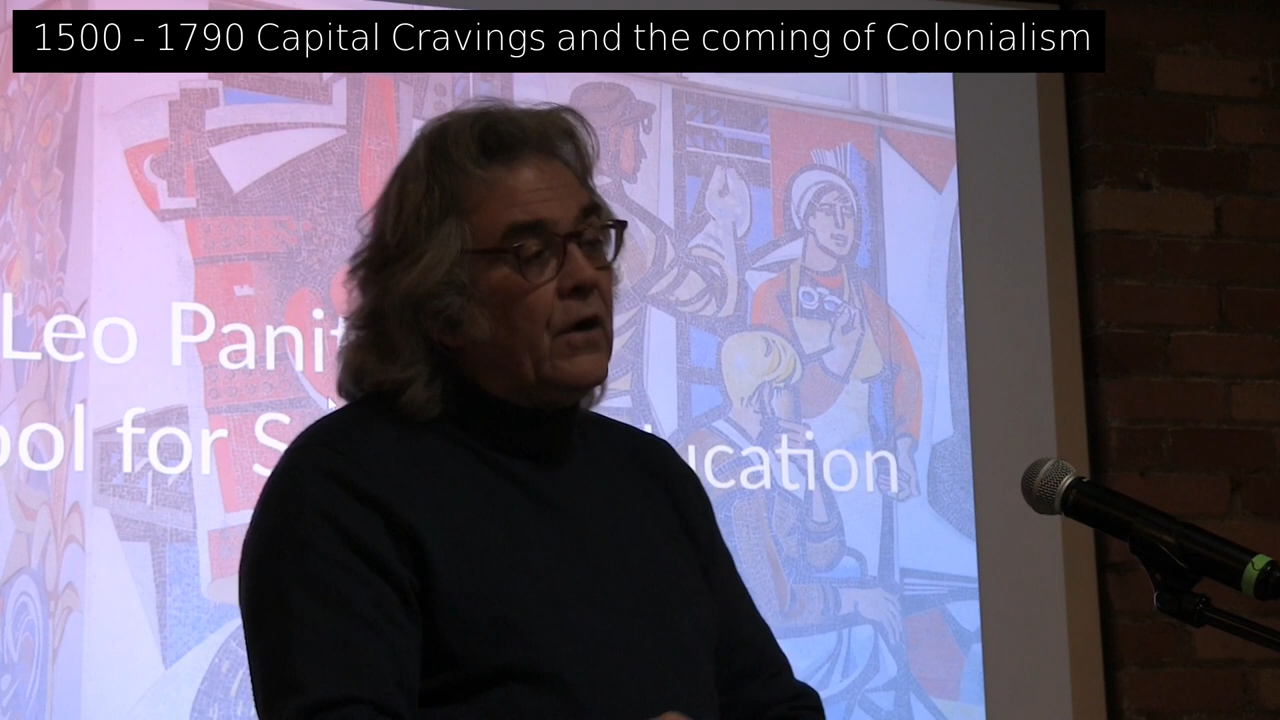 1500 - 1790 Capital Cravings and the coming of Colonialism
Leo Panit
ool for S ucation